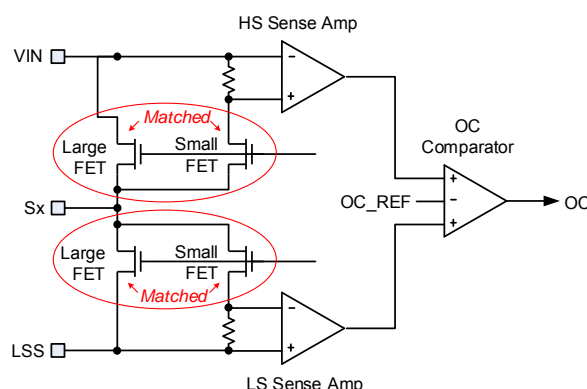 HS Sense Amp
VIN
−
+
Matched
Large
FET
Small
FET
OC
Comparator
+
OC_REF
−
+
OC
Sx
Large
FET
Small
FET
Matched
−
+
LSS
LS Sense Amp